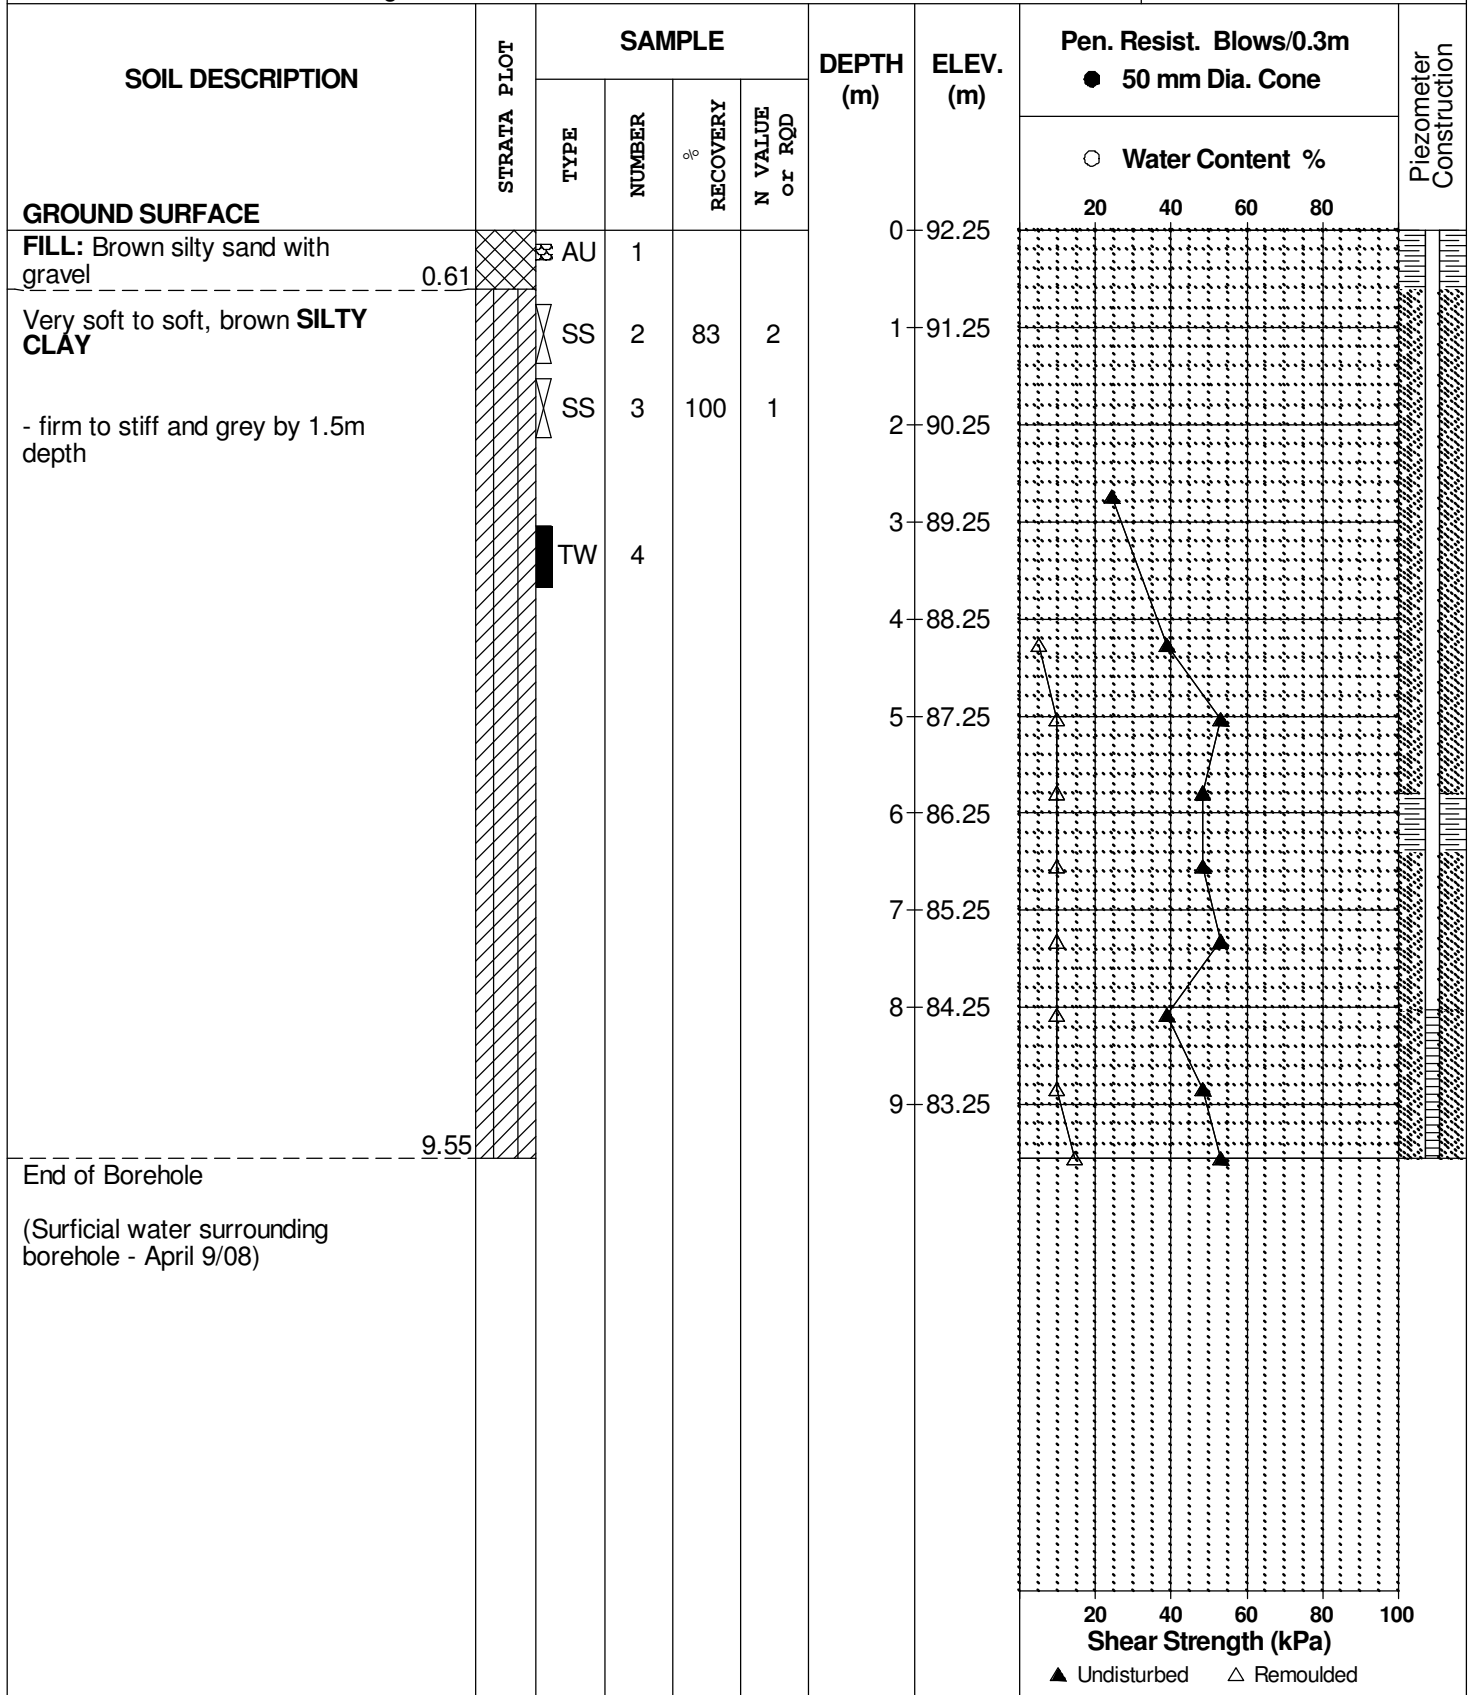 SOIL DESCRIPTION
GROUND SURFACE
STRATA PLOT
SAMPLE
TYPE
NUMBER
%
RECOVERY
N VALUE
or RQD
DEPTH
(m)
ELEV.
(m)
Pen. Resist. Blows/0.3m
● 50 mm Dia. Cone
○ Water Content %
20 40 60 80
Piezometer
Construction
FILL: Brown silty sand with
gravel 0.61
AU 1
0 92.25
Very soft to soft, brown SILTY
CLAY
SS 2 83 2
1 91.25
SS 3 100 1
- firm to stiff and grey by 1.5m
depth
2 90.25
3 89.25
TW 4
4 88.25
5 87.25
6 86.25
7 85.25
8 84.25
9 83.25
9.55
End of Borehole
(Surficial water surrounding
borehole - April 9/08)
20 40 60 80 100
Shear Strength (kPa)
▲ Undisturbed △ Remoulded